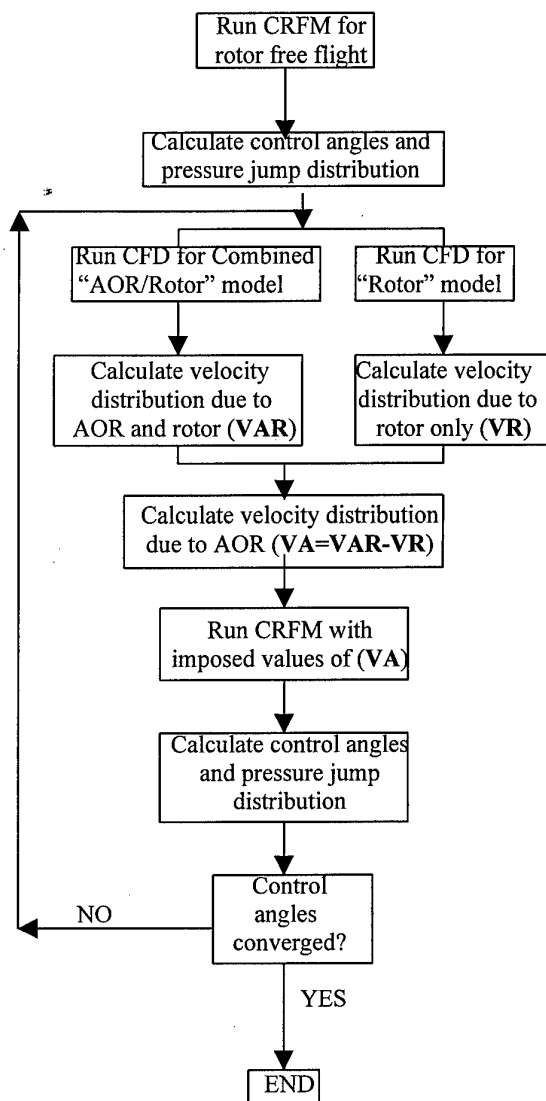 Run CRFM for
rotor free flight
Calculate control angles and
pressure jump distribution
Run CFD for Combined
“AOR/Rotor” model
Run CFD for
“Rotor” model
Calculate velocity
distribution due to
AOR and rotor (VAR)
Calculate velocity
distribution due to
rotor only (VR)
Calculate velocity distribution
due to AOR (VA=VAR-VR)
Run CRFM with
imposed values of (VA)
Calculate control angles
and pressure jump
distribution
Control
angles
converged?
NO
YES
END